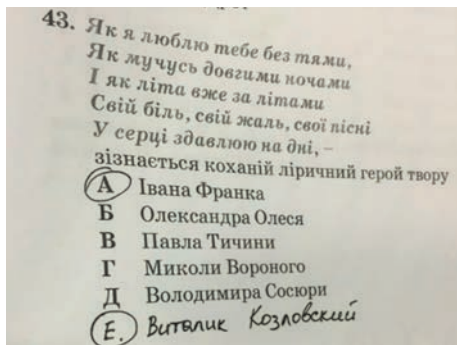 43. Як я люблю тебе без тями,
Як мучусь довгими ночами
І як літа вже за літами
Свій біль, свій жаль, свої пісні
У серці здавлюю на дні, –
зізнається коханій ліричний герой твору
А Івана Франка
Б Олександра Олеся
В Павла Тичини
Г Миколи Вороного
Д Володимира Сосюри
Е. Виталик Козловский